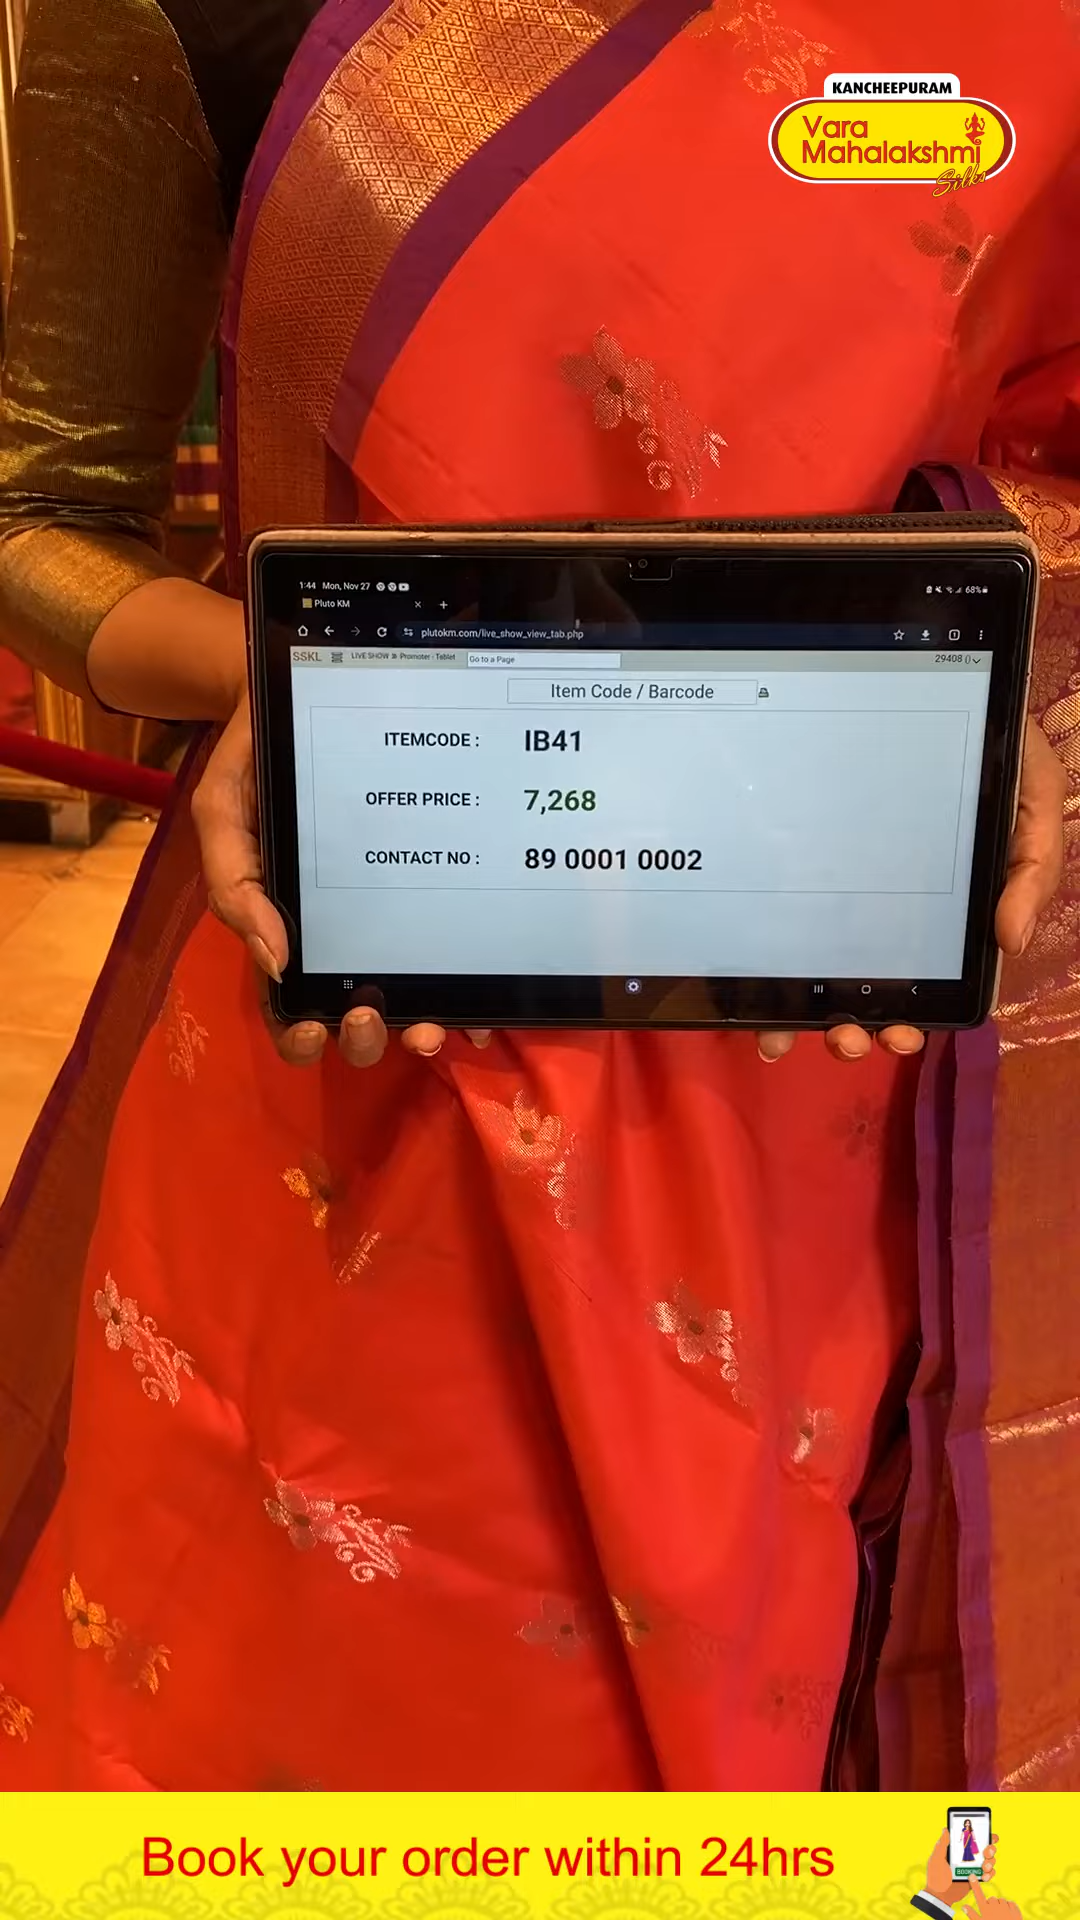 KANCHEEPURAM
Vara
Mahalakshmi
Silks
1:44 Mon, Nov 27 68%
Pluto KM
plutokm.com/live_show_view_tab.php
SSKL LIVE SHOW » Promoter - Tablet Go to a Page 29408 ()
Item Code / Barcode
ITEMCODE : IB41
OFFER PRICE : 7,268
CONTACT NO : 89 0001 0002
Book your order within 24hrs
BOOKING